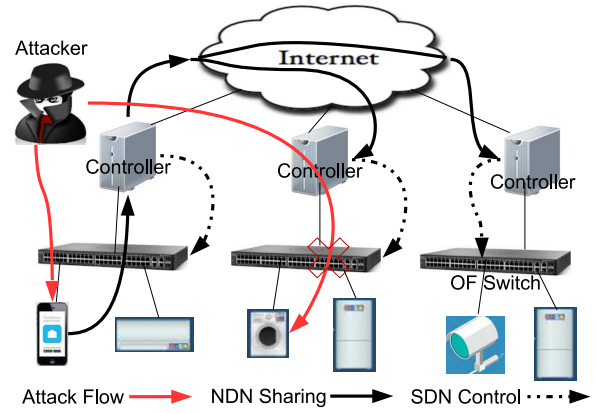 Attacker
Internet
Controller
Controller
Controller
OF Switch
Attack Flow
NDN Sharing
SDN Control